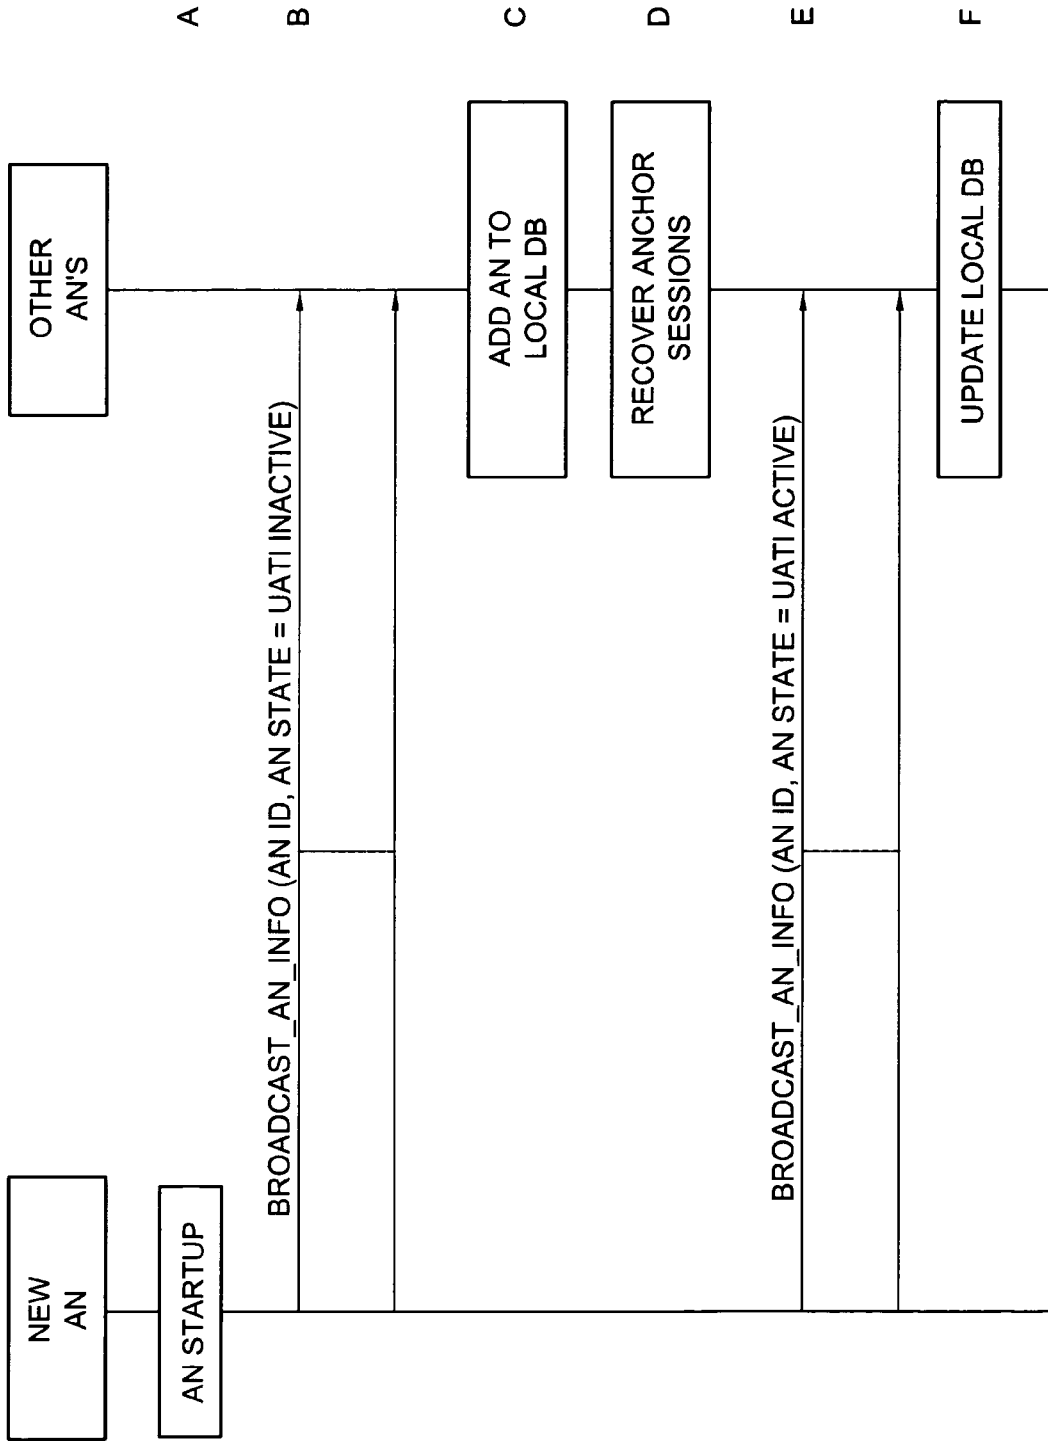 NEW
AN
OTHER
AN'S
AN STARTUP
A
BROADCAST_AN_INFO (AN ID, AN STATE = UATI INACTIVE)
B
ADD AN TO
LOCAL DB
C
RECOVER ANCHOR
SESSIONS
D
BROADCAST_AN_INFO (AN ID, AN STATE = UATI ACTIVE)
E
UPDATE LOCAL DB
F